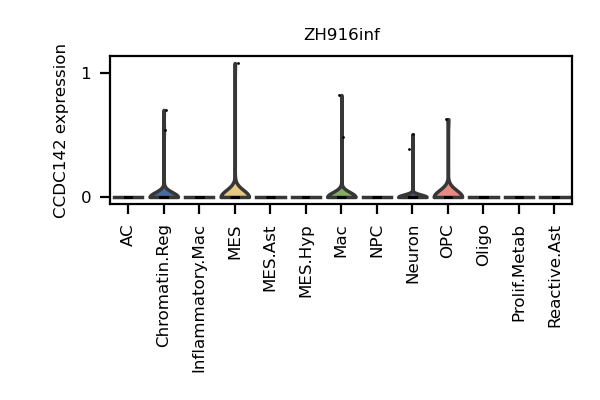 ZH916inf
CCDC142 expression
1
0
AC
Chromatin.Reg
Inflammatory.Mac
MES
MES.Ast
MES.Hyp
Mac
NPC
Neuron
OPC
Oligo
Prolif.Metab
Reactive.Ast